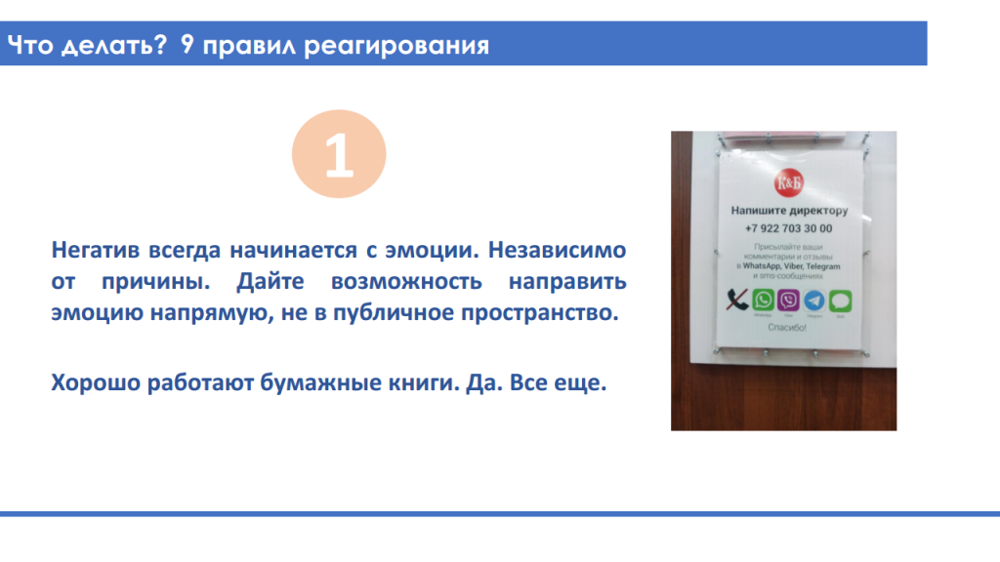 Что делать? 9 правил реагирования
1
Негатив всегда начинается с эмоции. Независимо
от причины. Дайте возможность направить
эмоцию напрямую, не в публичное пространство.
Хорошо работают бумажные книги. Да. Все еще.
К&Б
Напишите директору
+7 922 703 30 00
Присылайте ваши
комментарии и отзывы
в WhatsApp, Viber, Telegram
и sms-сообщениях
WhatsApp Viber Telegram
Спасибо!